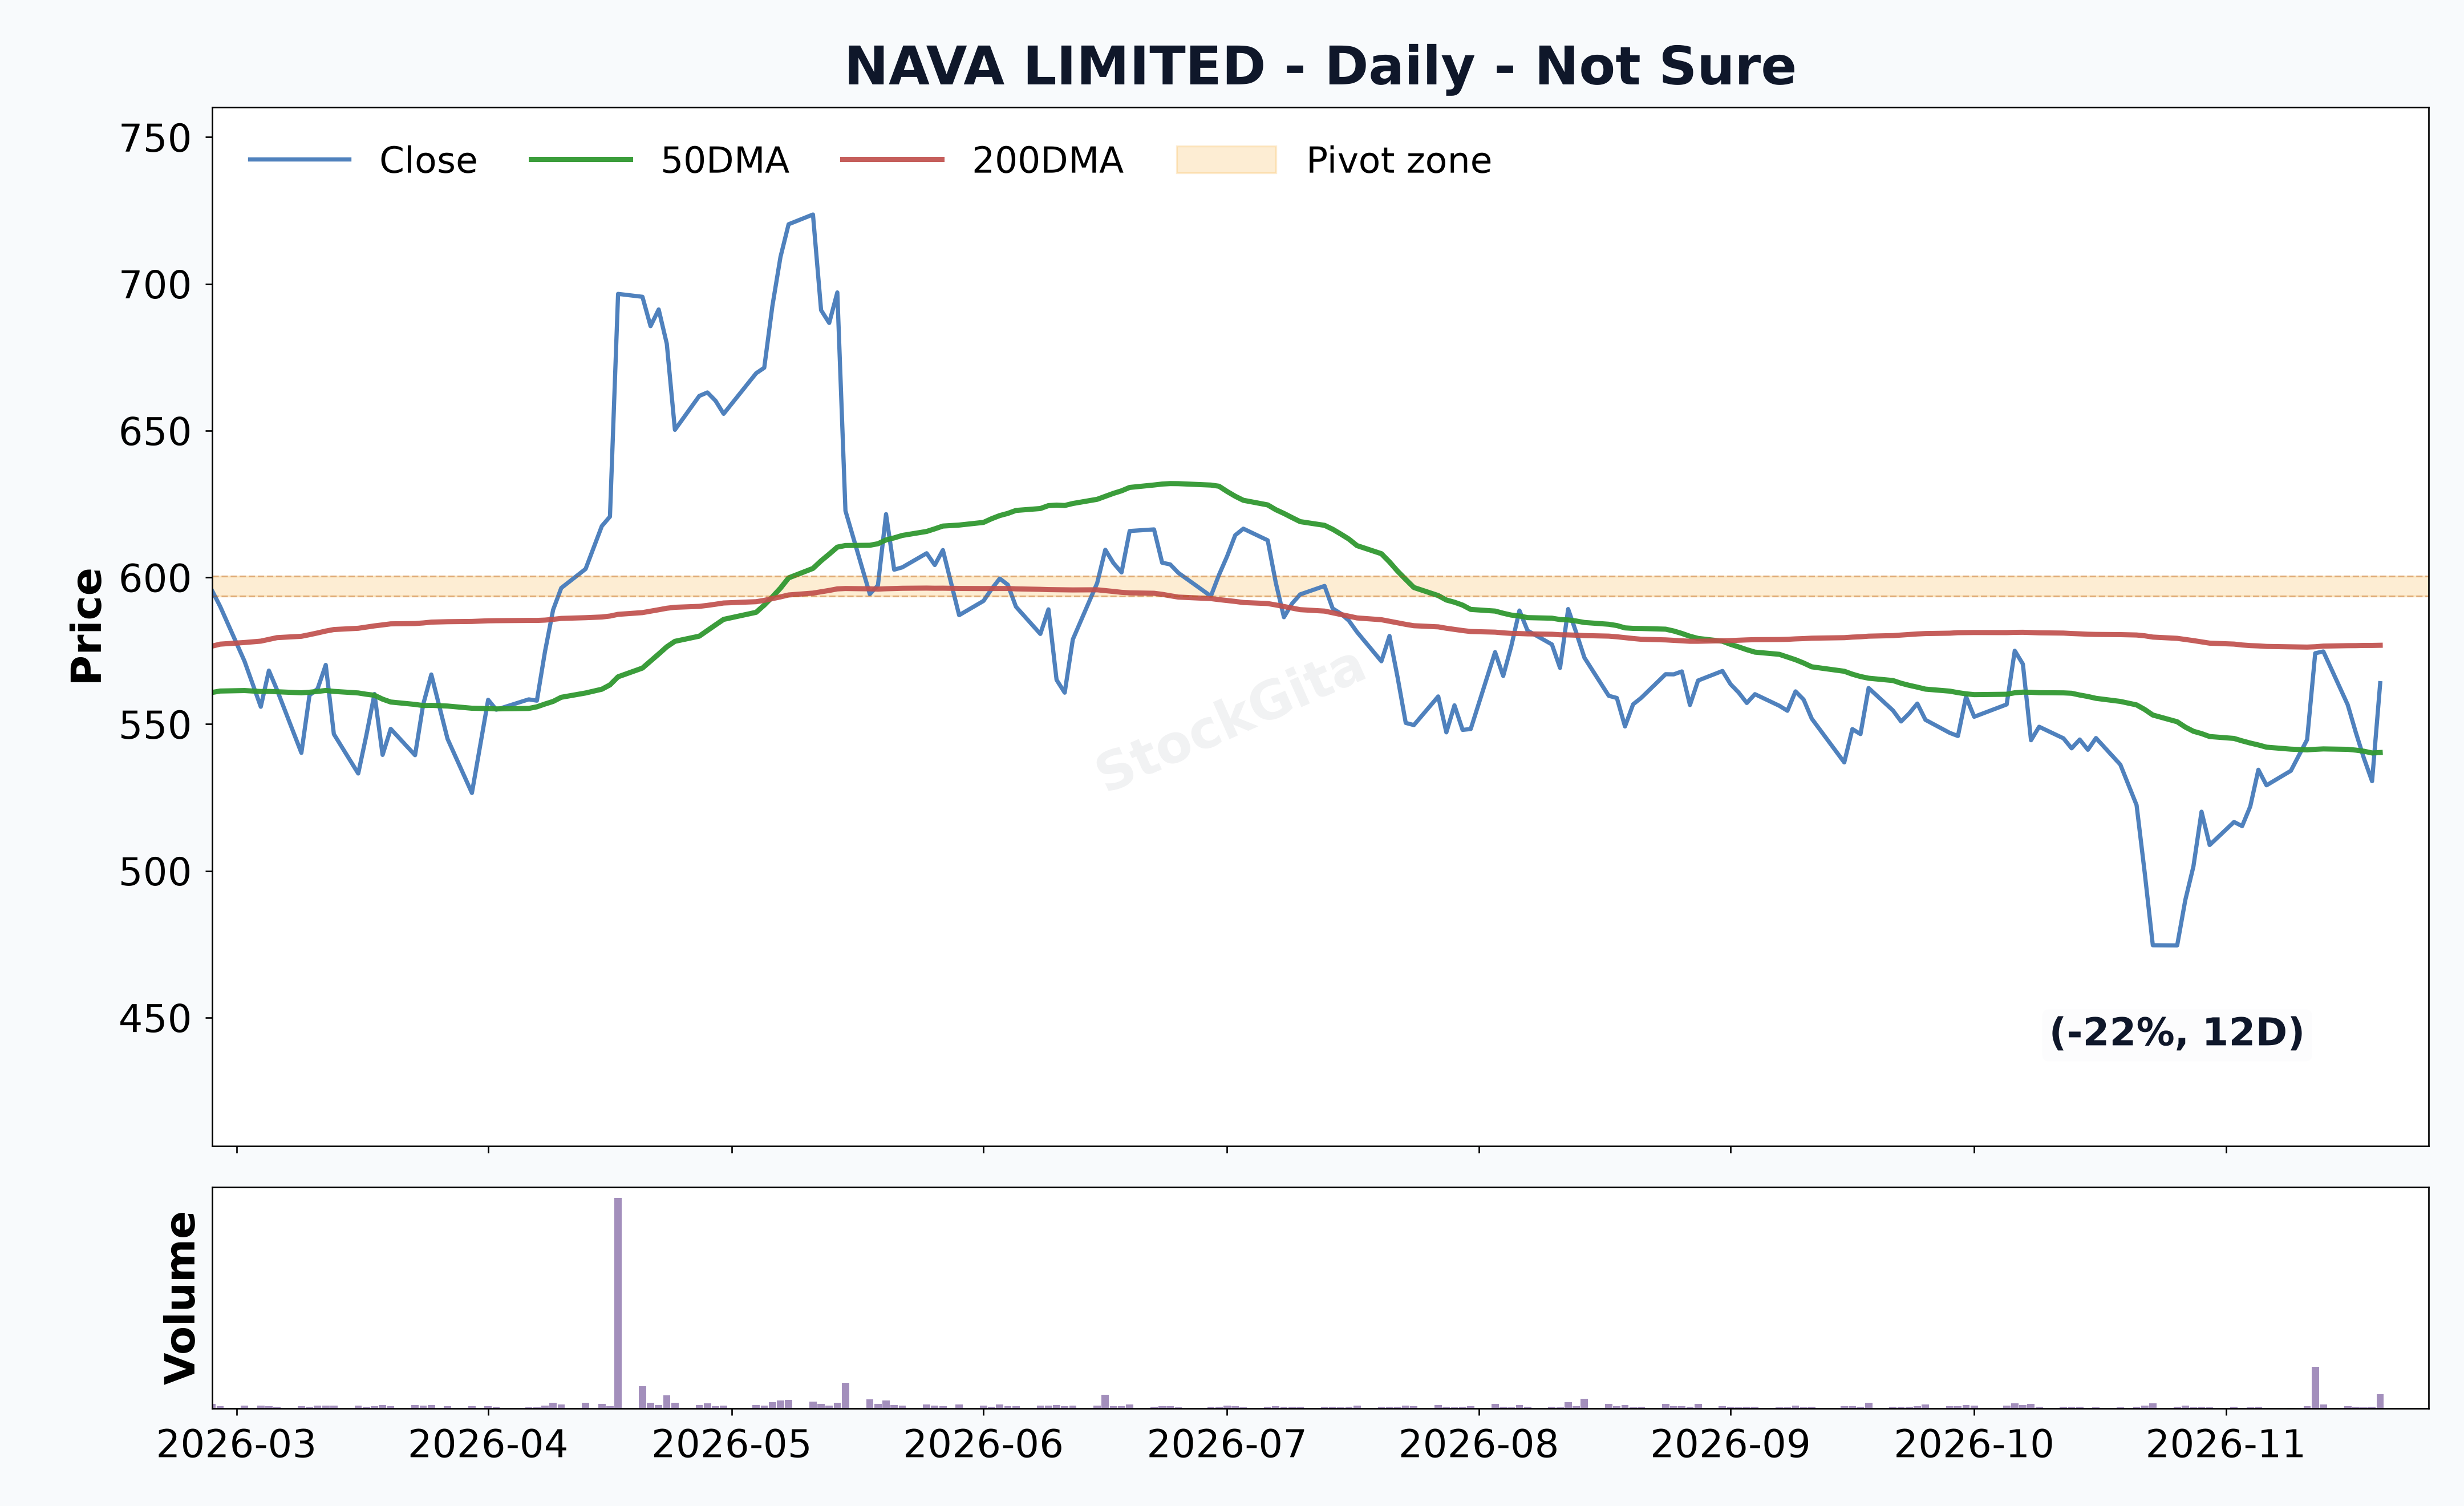 NAVA LIMITED - Daily - Not Sure
Close 50DMA 200DMA Pivot zone
Price
750
700
650
600
550
500
450
StockGita
(-22%, 12D)
Volume
2026-03 2026-04 2026-05 2026-06 2026-07 2026-08 2026-09 2026-10 2026-11